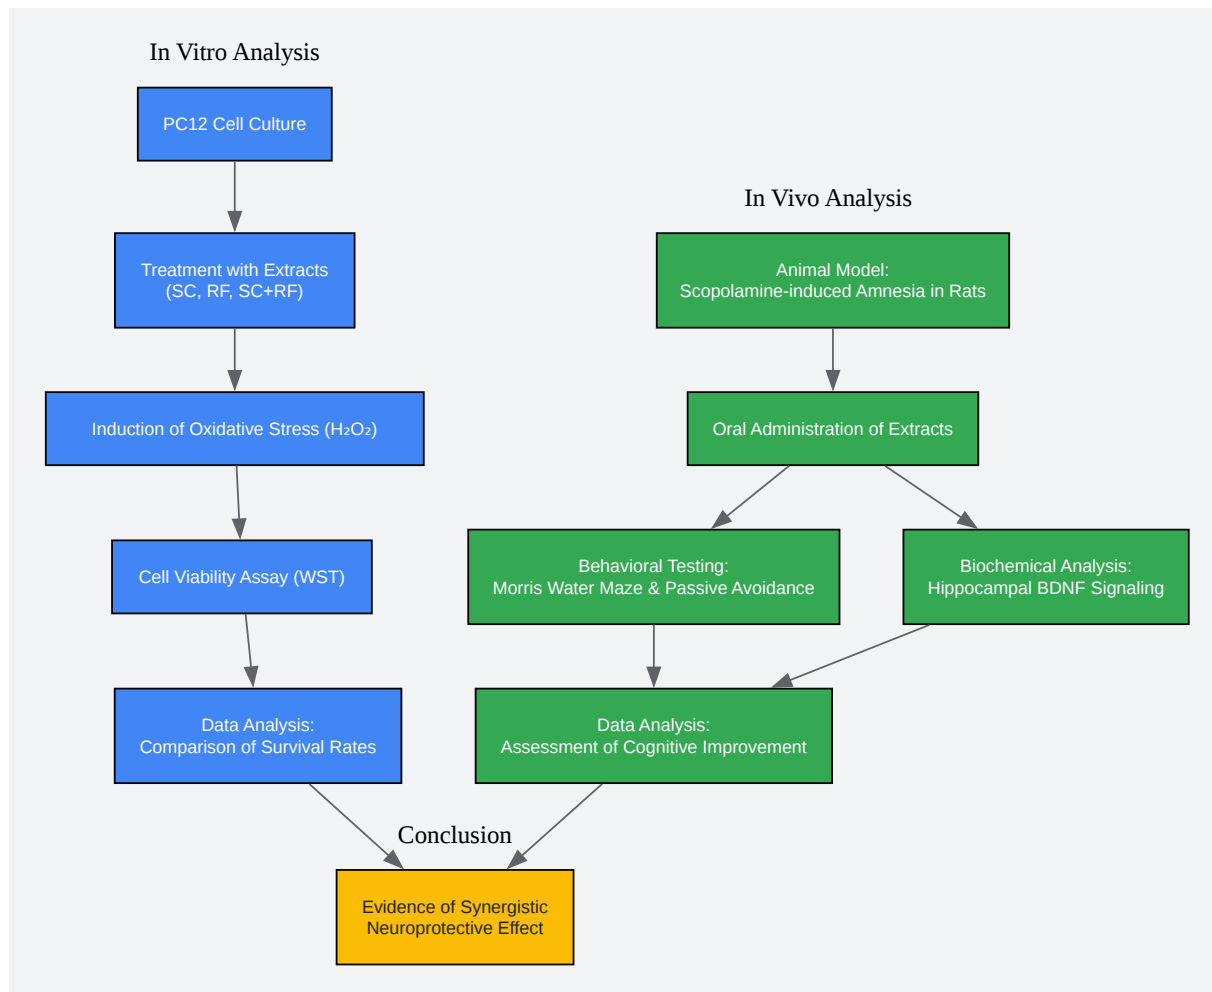 In Vitro Analysis
PC12 Cell Culture
Treatment with Extracts
(SC, RF, SC+RF)
Induction of Oxidative Stress (H₂O₂)
Cell Viability Assay (WST)
Data Analysis:
Comparison of Survival Rates
In Vivo Analysis
Animal Model:
Scopolamine-induced Amnesia in Rats
Oral Administration of Extracts
Behavioral Testing:
Morris Water Maze & Passive Avoidance
Biochemical Analysis:
Hippocampal BDNF Signaling
Data Analysis:
Assessment of Cognitive Improvement
Conclusion
Evidence of Synergistic
Neuroprotective Effect